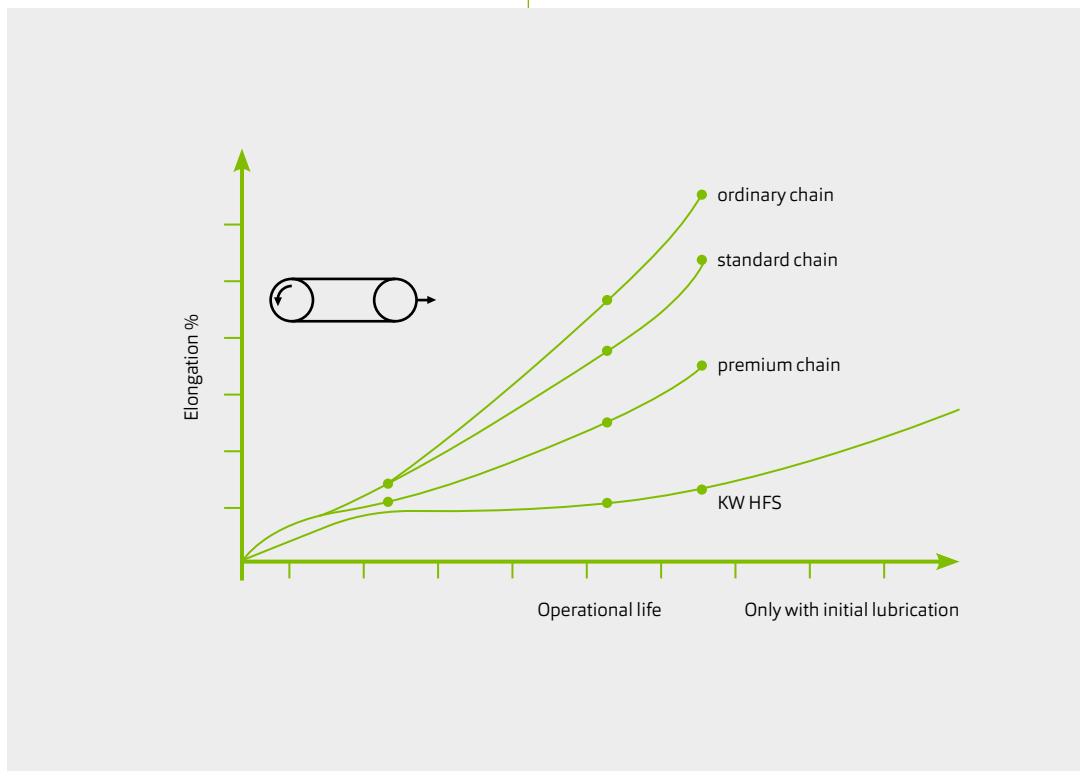 ordinary chain
standard chain
premium chain
KW HFS
Elongation %
Operational life
Only with initial lubrication